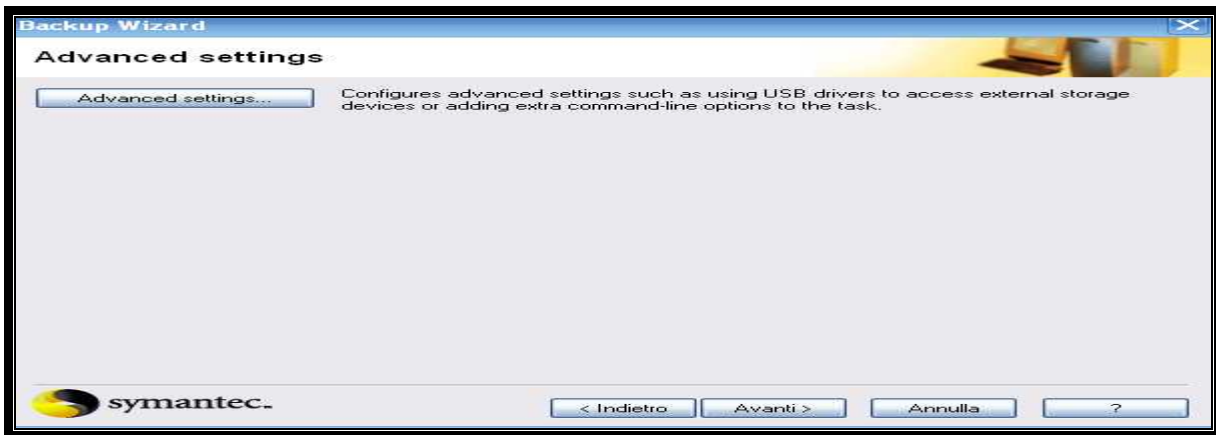 Backup Wizard
Advanced settings
Advanced settings...
Configures advanced settings such as using USB drivers to access external storage
devices or adding extra command-line options to the task.
symantec.
< Indietro
Avanti >
Annulla
?